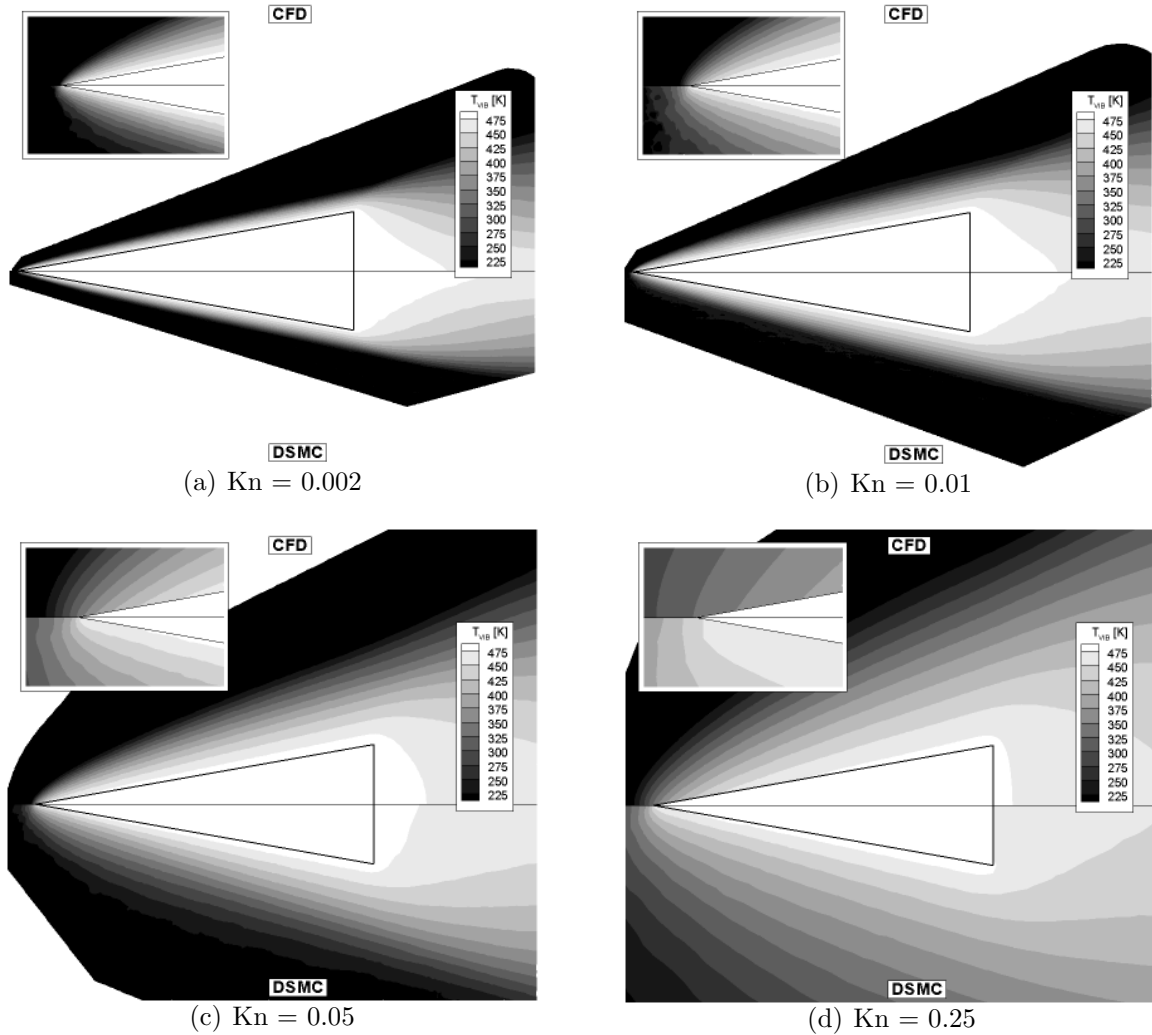 CFD
T_VIB [K]
475
450
425
400
375
350
325
300
275
250
225
DSMC
(a) Kn = 0.002
CFD
T_VIB [K]
475
450
425
400
375
350
325
300
275
250
225
DSMC
(b) Kn = 0.01
CFD
T_VIB [K]
475
450
425
400
375
350
325
300
275
250
225
DSMC
(c) Kn = 0.05
CFD
T_VIB [K]
475
450
425
400
375
350
325
300
275
250
225
DSMC
(d) Kn = 0.25